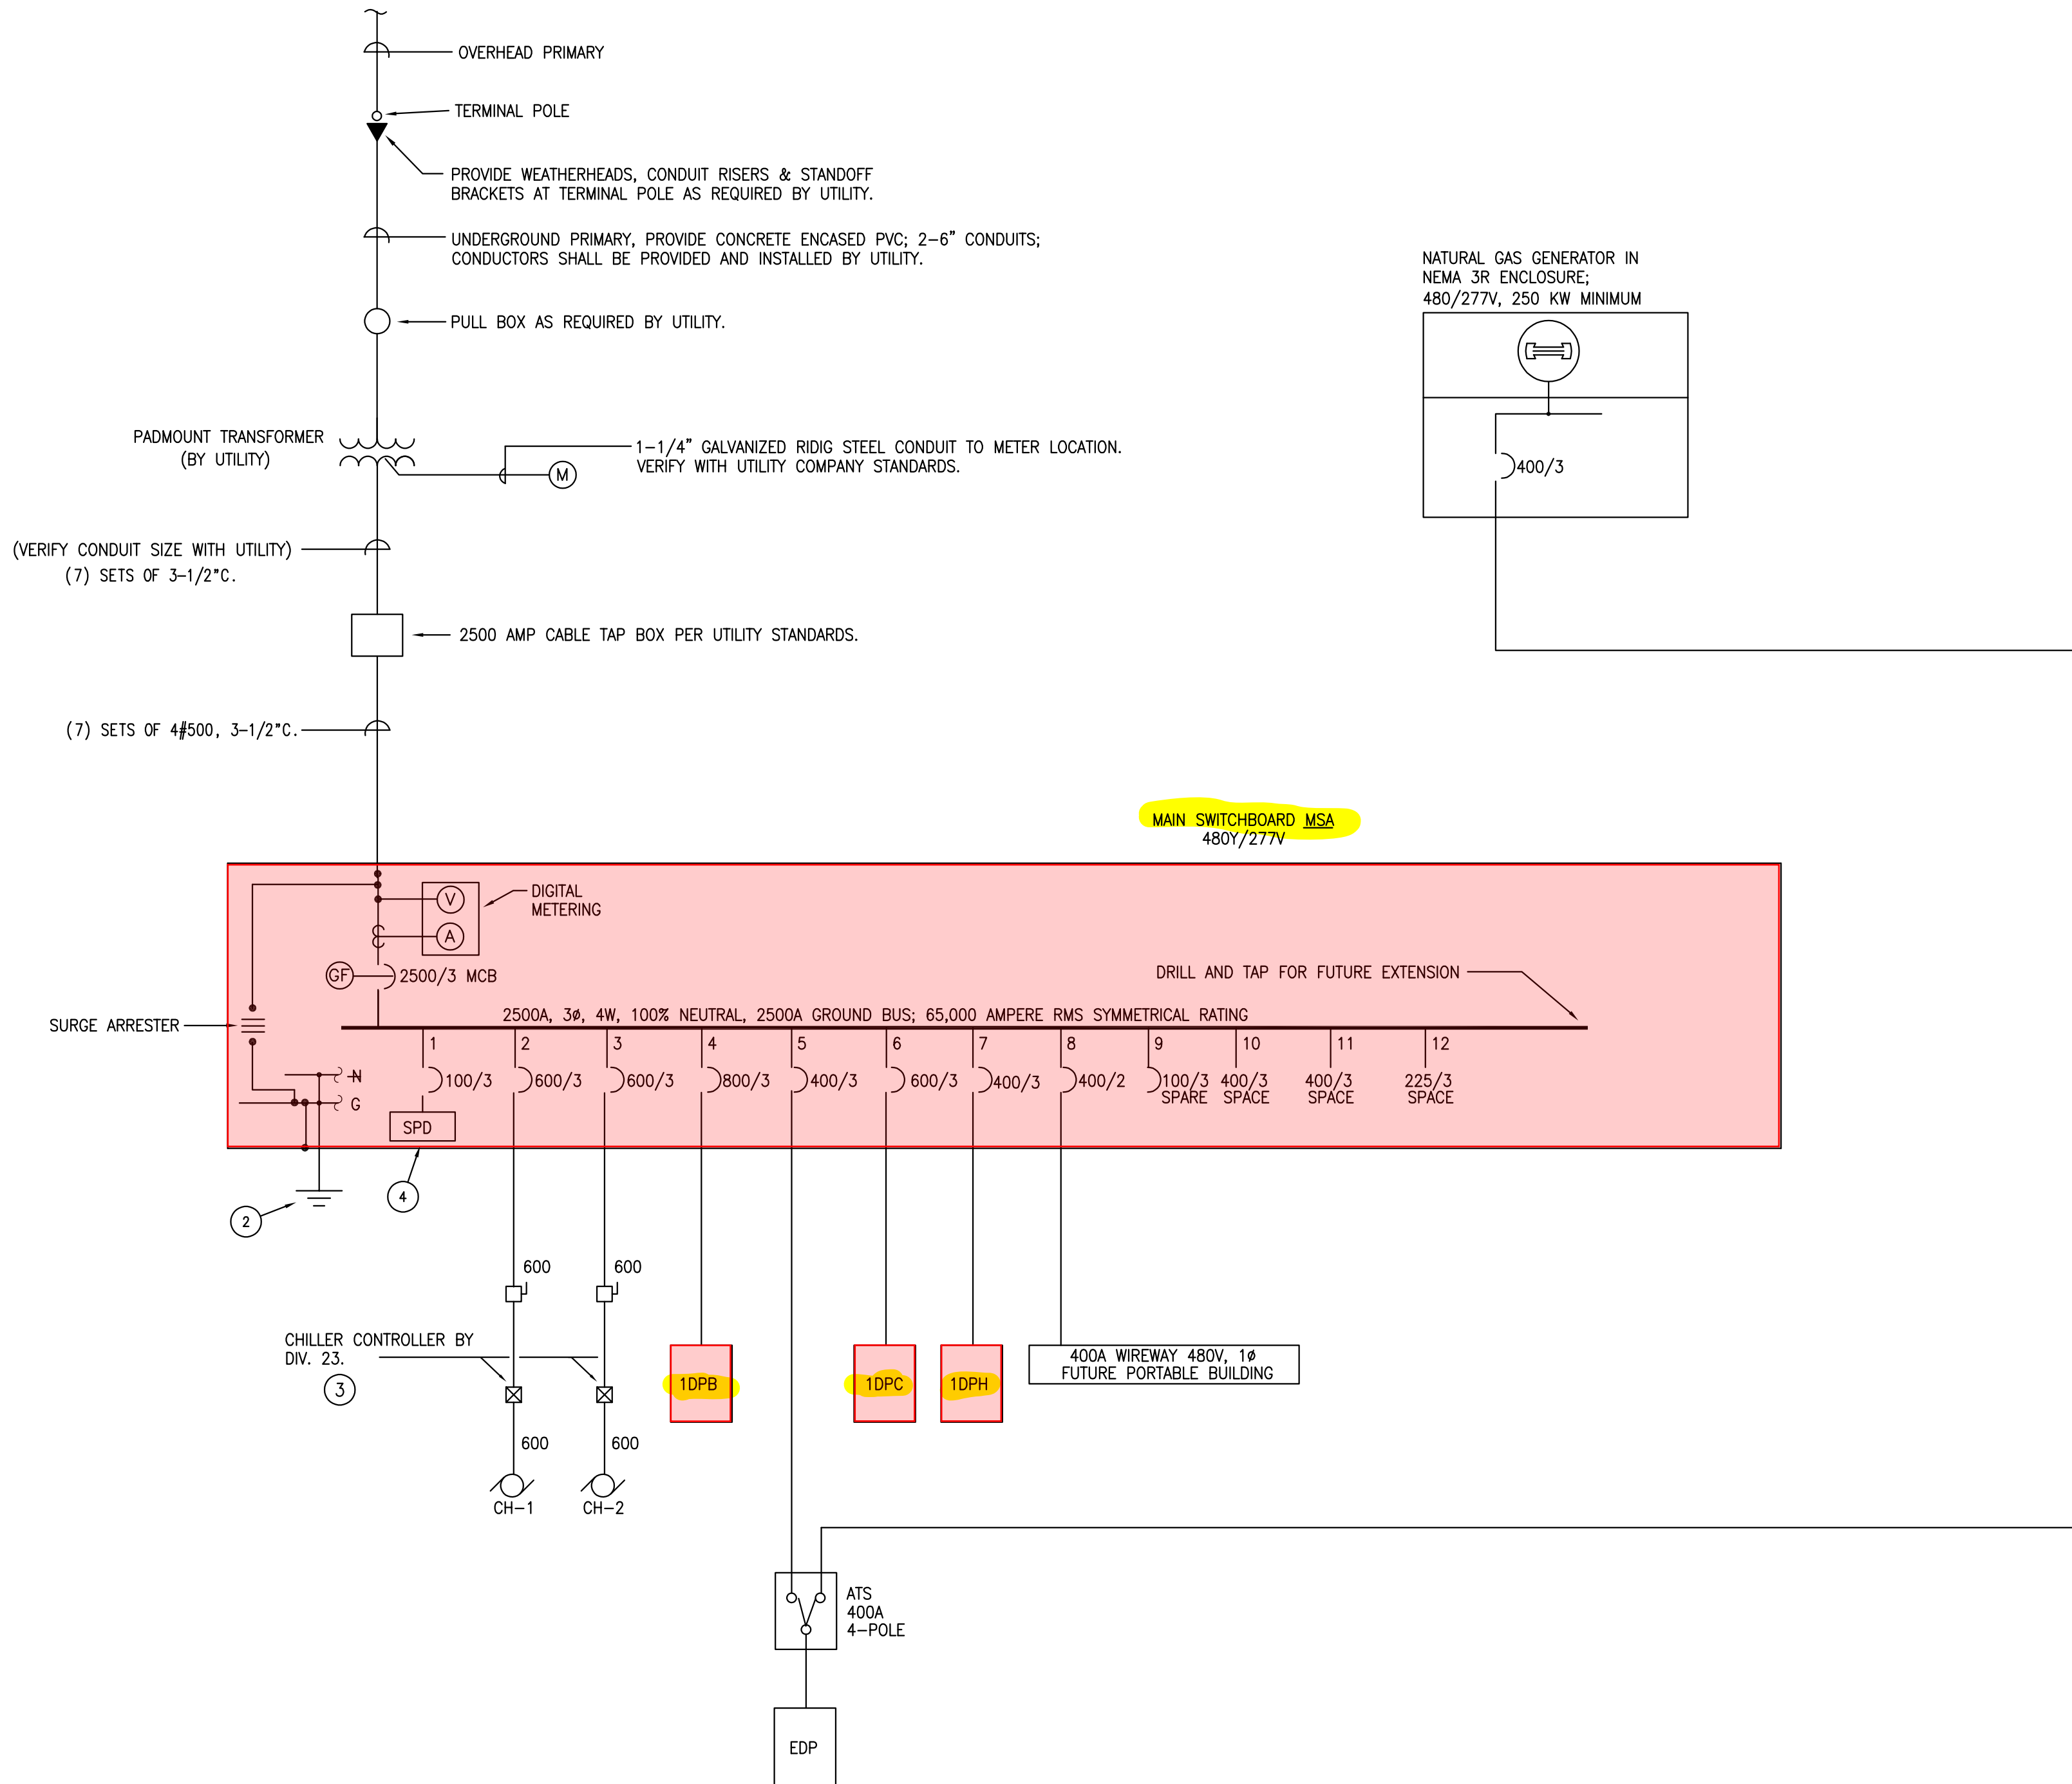 OVERHEAD PRIMARY
TERMINAL POLE
PROVIDE WEATHERHEADS, CONDUIT RISERS & STANDOFF
BRACKETS AT TERMINAL POLE AS REQUIRED BY UTILITY.
UNDERGROUND PRIMARY, PROVIDE CONCRETE ENCASED PVC; 2-6" CONDUITS;
CONDUCTORS SHALL BE PROVIDED AND INSTALLED BY UTILITY.
PULL BOX AS REQUIRED BY UTILITY.
NATURAL GAS GENERATOR IN
NEMA 3R ENCLOSURE;
480/277V, 250 KW MINIMUM
400/3
PADMOUNT TRANSFORMER
(BY UTILITY)
1-1/4" GALVANIZED RIDIG STEEL CONDUIT TO METER LOCATION.
VERIFY WITH UTILITY COMPANY STANDARDS.
M
(VERIFY CONDUIT SIZE WITH UTILITY)
(7) SETS OF 3-1/2"C.
2500 AMP CABLE TAP BOX PER UTILITY STANDARDS.
(7) SETS OF 4#500, 3-1/2"C.
MAIN SWITCHBOARD MSA
480Y/277V
V
A
DIGITAL
METERING
GF
2500/3 MCB
DRILL AND TAP FOR FUTURE EXTENSION
SURGE ARRESTER
2500A, 3ø, 4W, 100% NEUTRAL, 2500A GROUND BUS; 65,000 AMPERE RMS SYMMETRICAL RATING
1 2 3 4 5 6 7 8 9 10 11 12
N
G
100/3 600/3 600/3 800/3 400/3 600/3 400/3 400/2 100/3 400/3 400/3 225/3
SPARE SPACE SPACE SPACE
SPD
4
2
600 600
CHILLER CONTROLLER BY
DIV. 23.
3
1DPB
1DPC
1DPH
400A WIREWAY 480V, 1ø
FUTURE PORTABLE BUILDING
600 600
CH-1 CH-2
ATS
400A
4-POLE
EDP